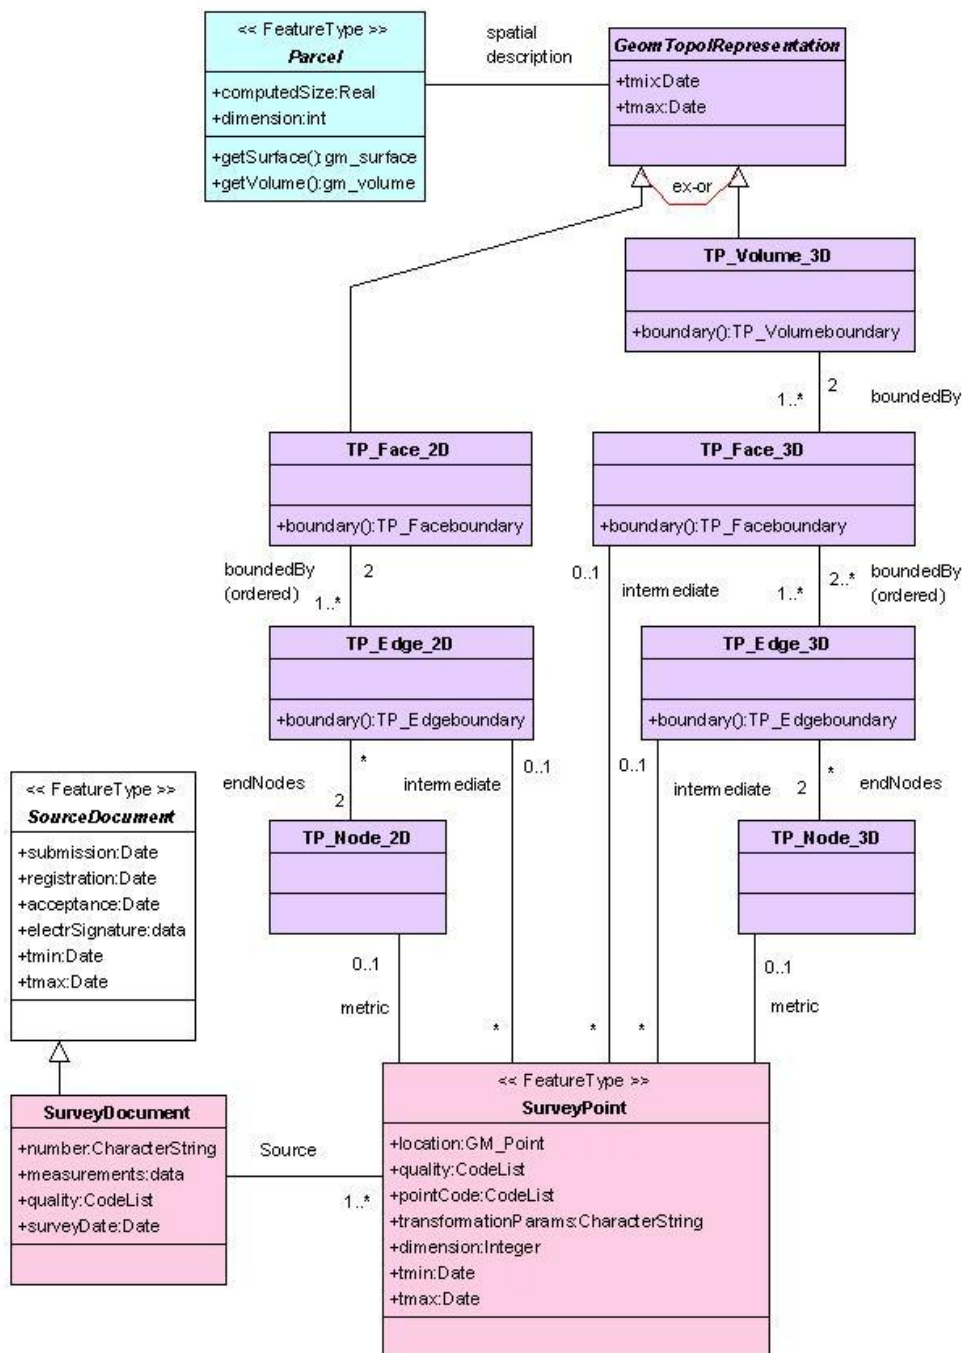 << FeatureType >>
Parcel
+computedSize:Real
+dimension:int
+getSurface():gm_surface
+getVolume():gm_volume
spatial
description
GeomTopolRepresentation
+tmix:Date
+tmax:Date
ex-or
TP_Volume_3D
+boundary():TP_Volumeboundary
1..*
2
boundedBy
TP_Face_2D
+boundary():TP_Faceboundary
TP_Face_3D
+boundary():TP_Faceboundary
boundedBy
(ordered)
2
1..*
0..1
intermediate
2..*
1..*
boundedBy
(ordered)
TP_Edge_2D
+boundary():TP_Edgeboundary
TP_Edge_3D
+boundary():TP_Edgeboundary
endNodes
*
2
intermediate
0..1
0..1
intermediate
*
2
endNodes
<< FeatureType >>
SourceDocument
+submission:Date
+registration:Date
+acceptance:Date
+electrSignature:data
+tmin:Date
+tmax:Date
TP_Node_2D
TP_Node_3D
0..1
metric
*
*
*
0..1
metric
SurveyDocument
+number:CharacterString
+measurements:data
+quality:CodeList
+surveyDate:Date
Source
1..*
<< FeatureType >>
SurveyPoint
+location:GM_Point
+quality:CodeList
+pointCode:CodeList
+transformationParams:CharacterString
+dimension:Integer
+tmin:Date
+tmax:Date